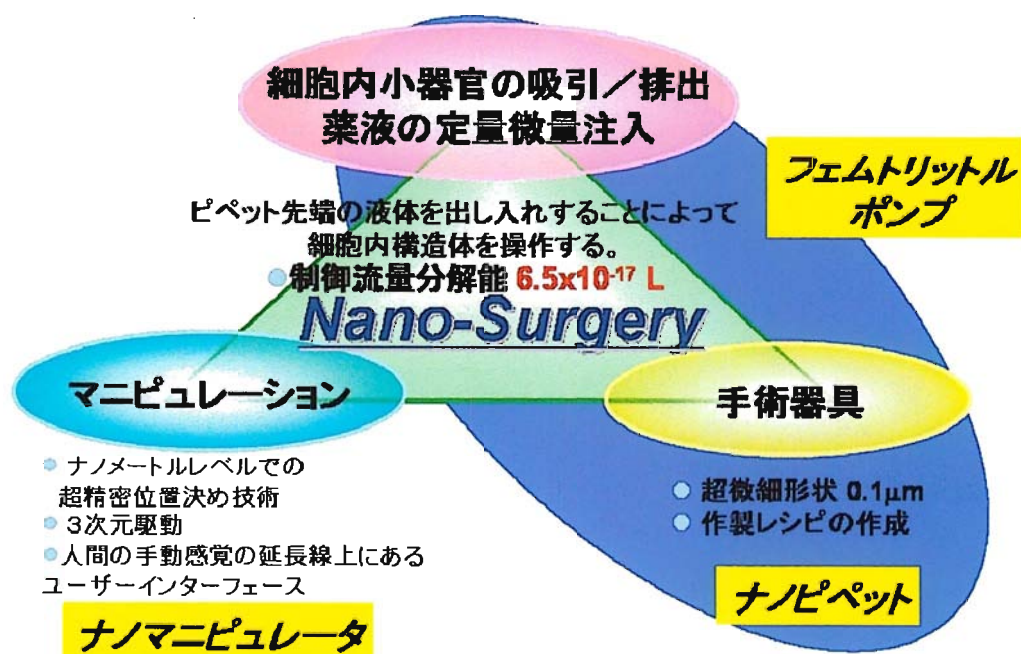 細胞内小器官の吸引／排出
薬液の定量微量注入
フェムトリットル
ポンプ
ピペット先端の液体を出し入れすることによって
細胞内構造体を操作する。
制御流量分解能 6.5x10⁻¹⁷ L
Nano-Surgery
マニピュレーション
手術器具
ナノメートルレベルでの
超精密位置決め技術
３次元駆動
人間の手動感覚の延長線上にある
ユーザーインターフェース
ナノマニピュレータ
超微細形状 0.1μm
作製レシピの作成
ナノピペット